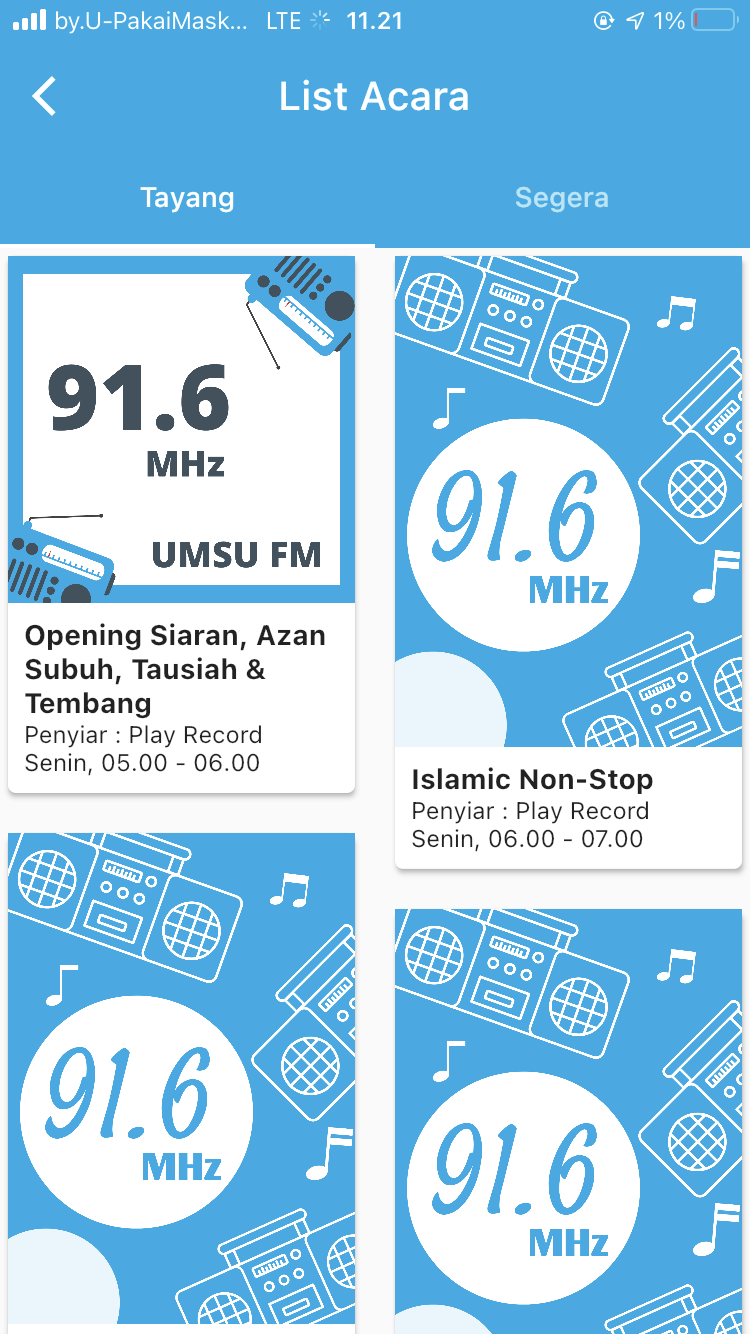 by.U-PakaiMask... LTE 11.21 1%
List Acara
Tayang
Segera
91.6
MHz
UMSU FM
Opening Siaran, Azan
Subuh, Tausiah &
Tembang
Penyiar : Play Record
Senin, 05.00 - 06.00
91.6
MHz
Islamic Non-Stop
Penyiar : Play Record
Senin, 06.00 - 07.00
91.6
MHz
91.6
MHz